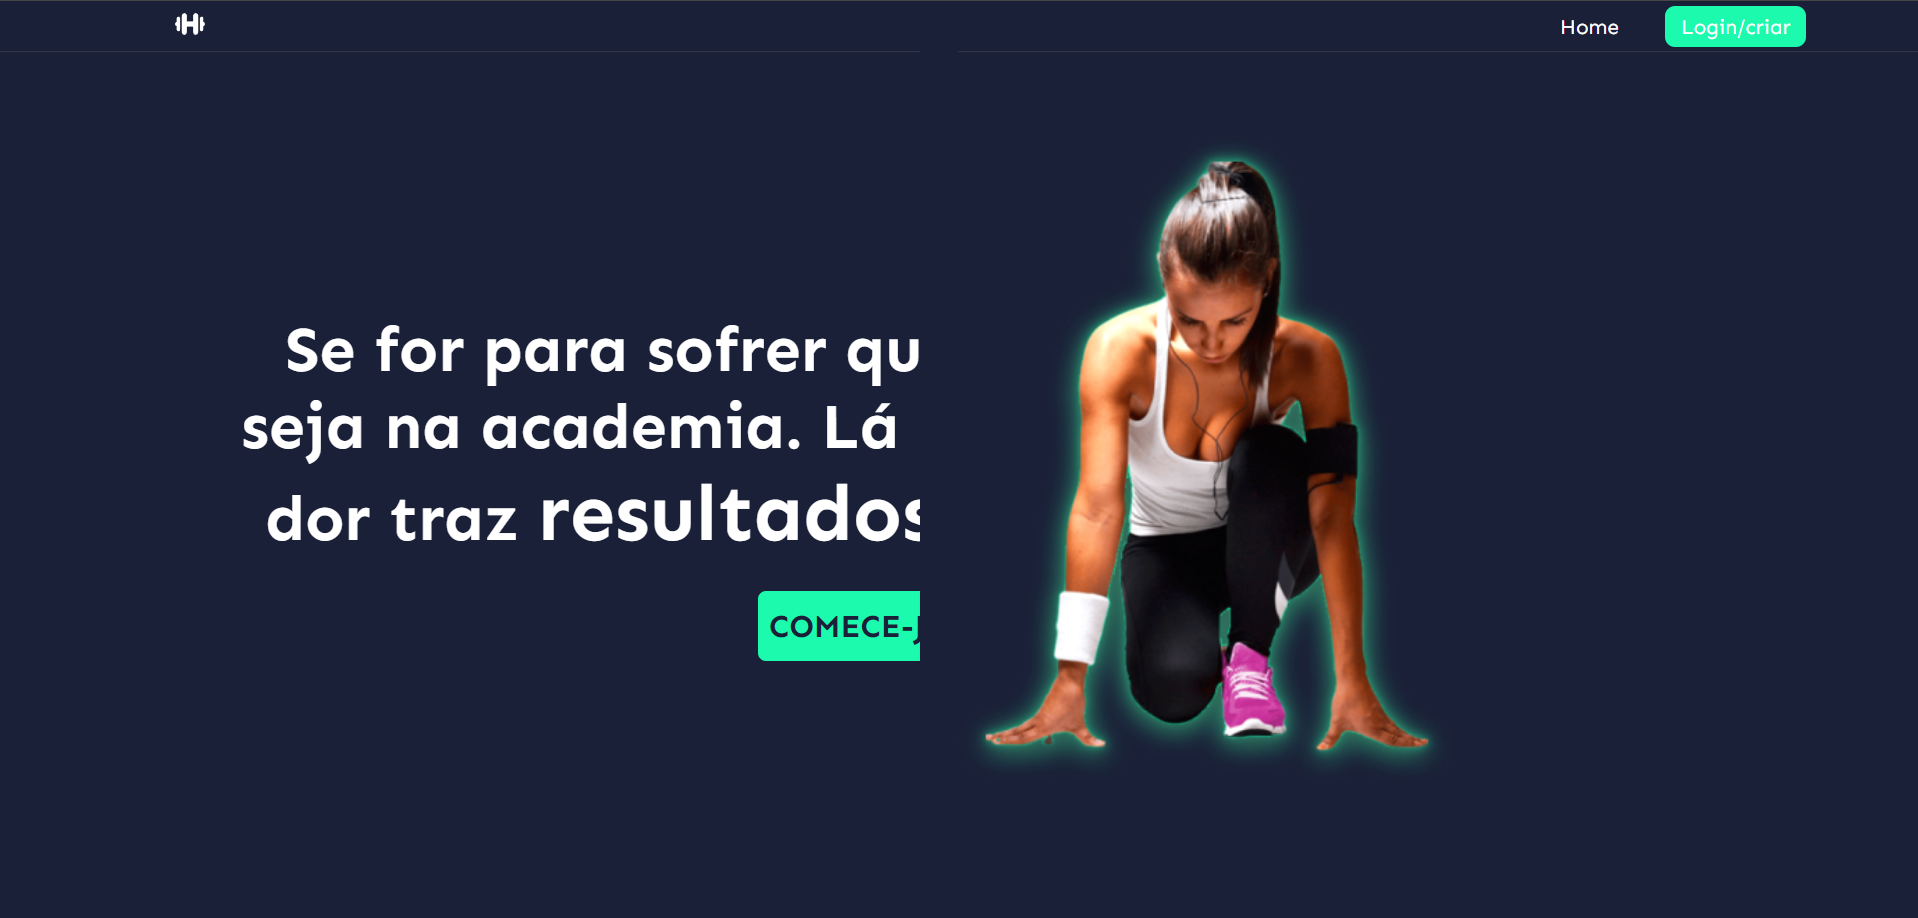 Home
Login/criar
Se for para sofrer qu
seja na academia. Lá
dor traz resultados
COMECE-J